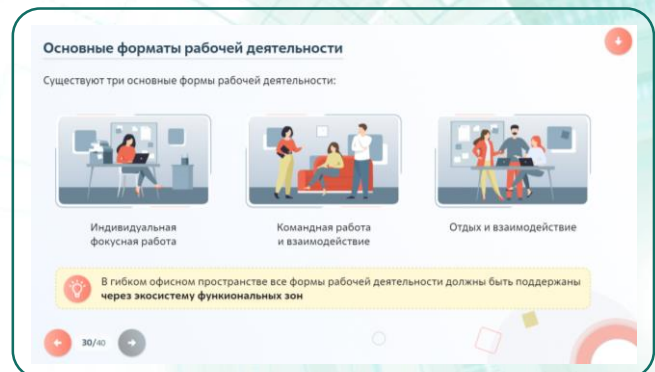 Основные форматы рабочей деятельности
Существуют три основные формы рабочей деятельности:
Индивидуальная
фокусная работа
Командная работа
и взаимодействие
Отдых и взаимодействие
В гибком офисном пространстве все формы рабочей деятельности должны быть поддержаны
через экосистему функциональных зон
30/40